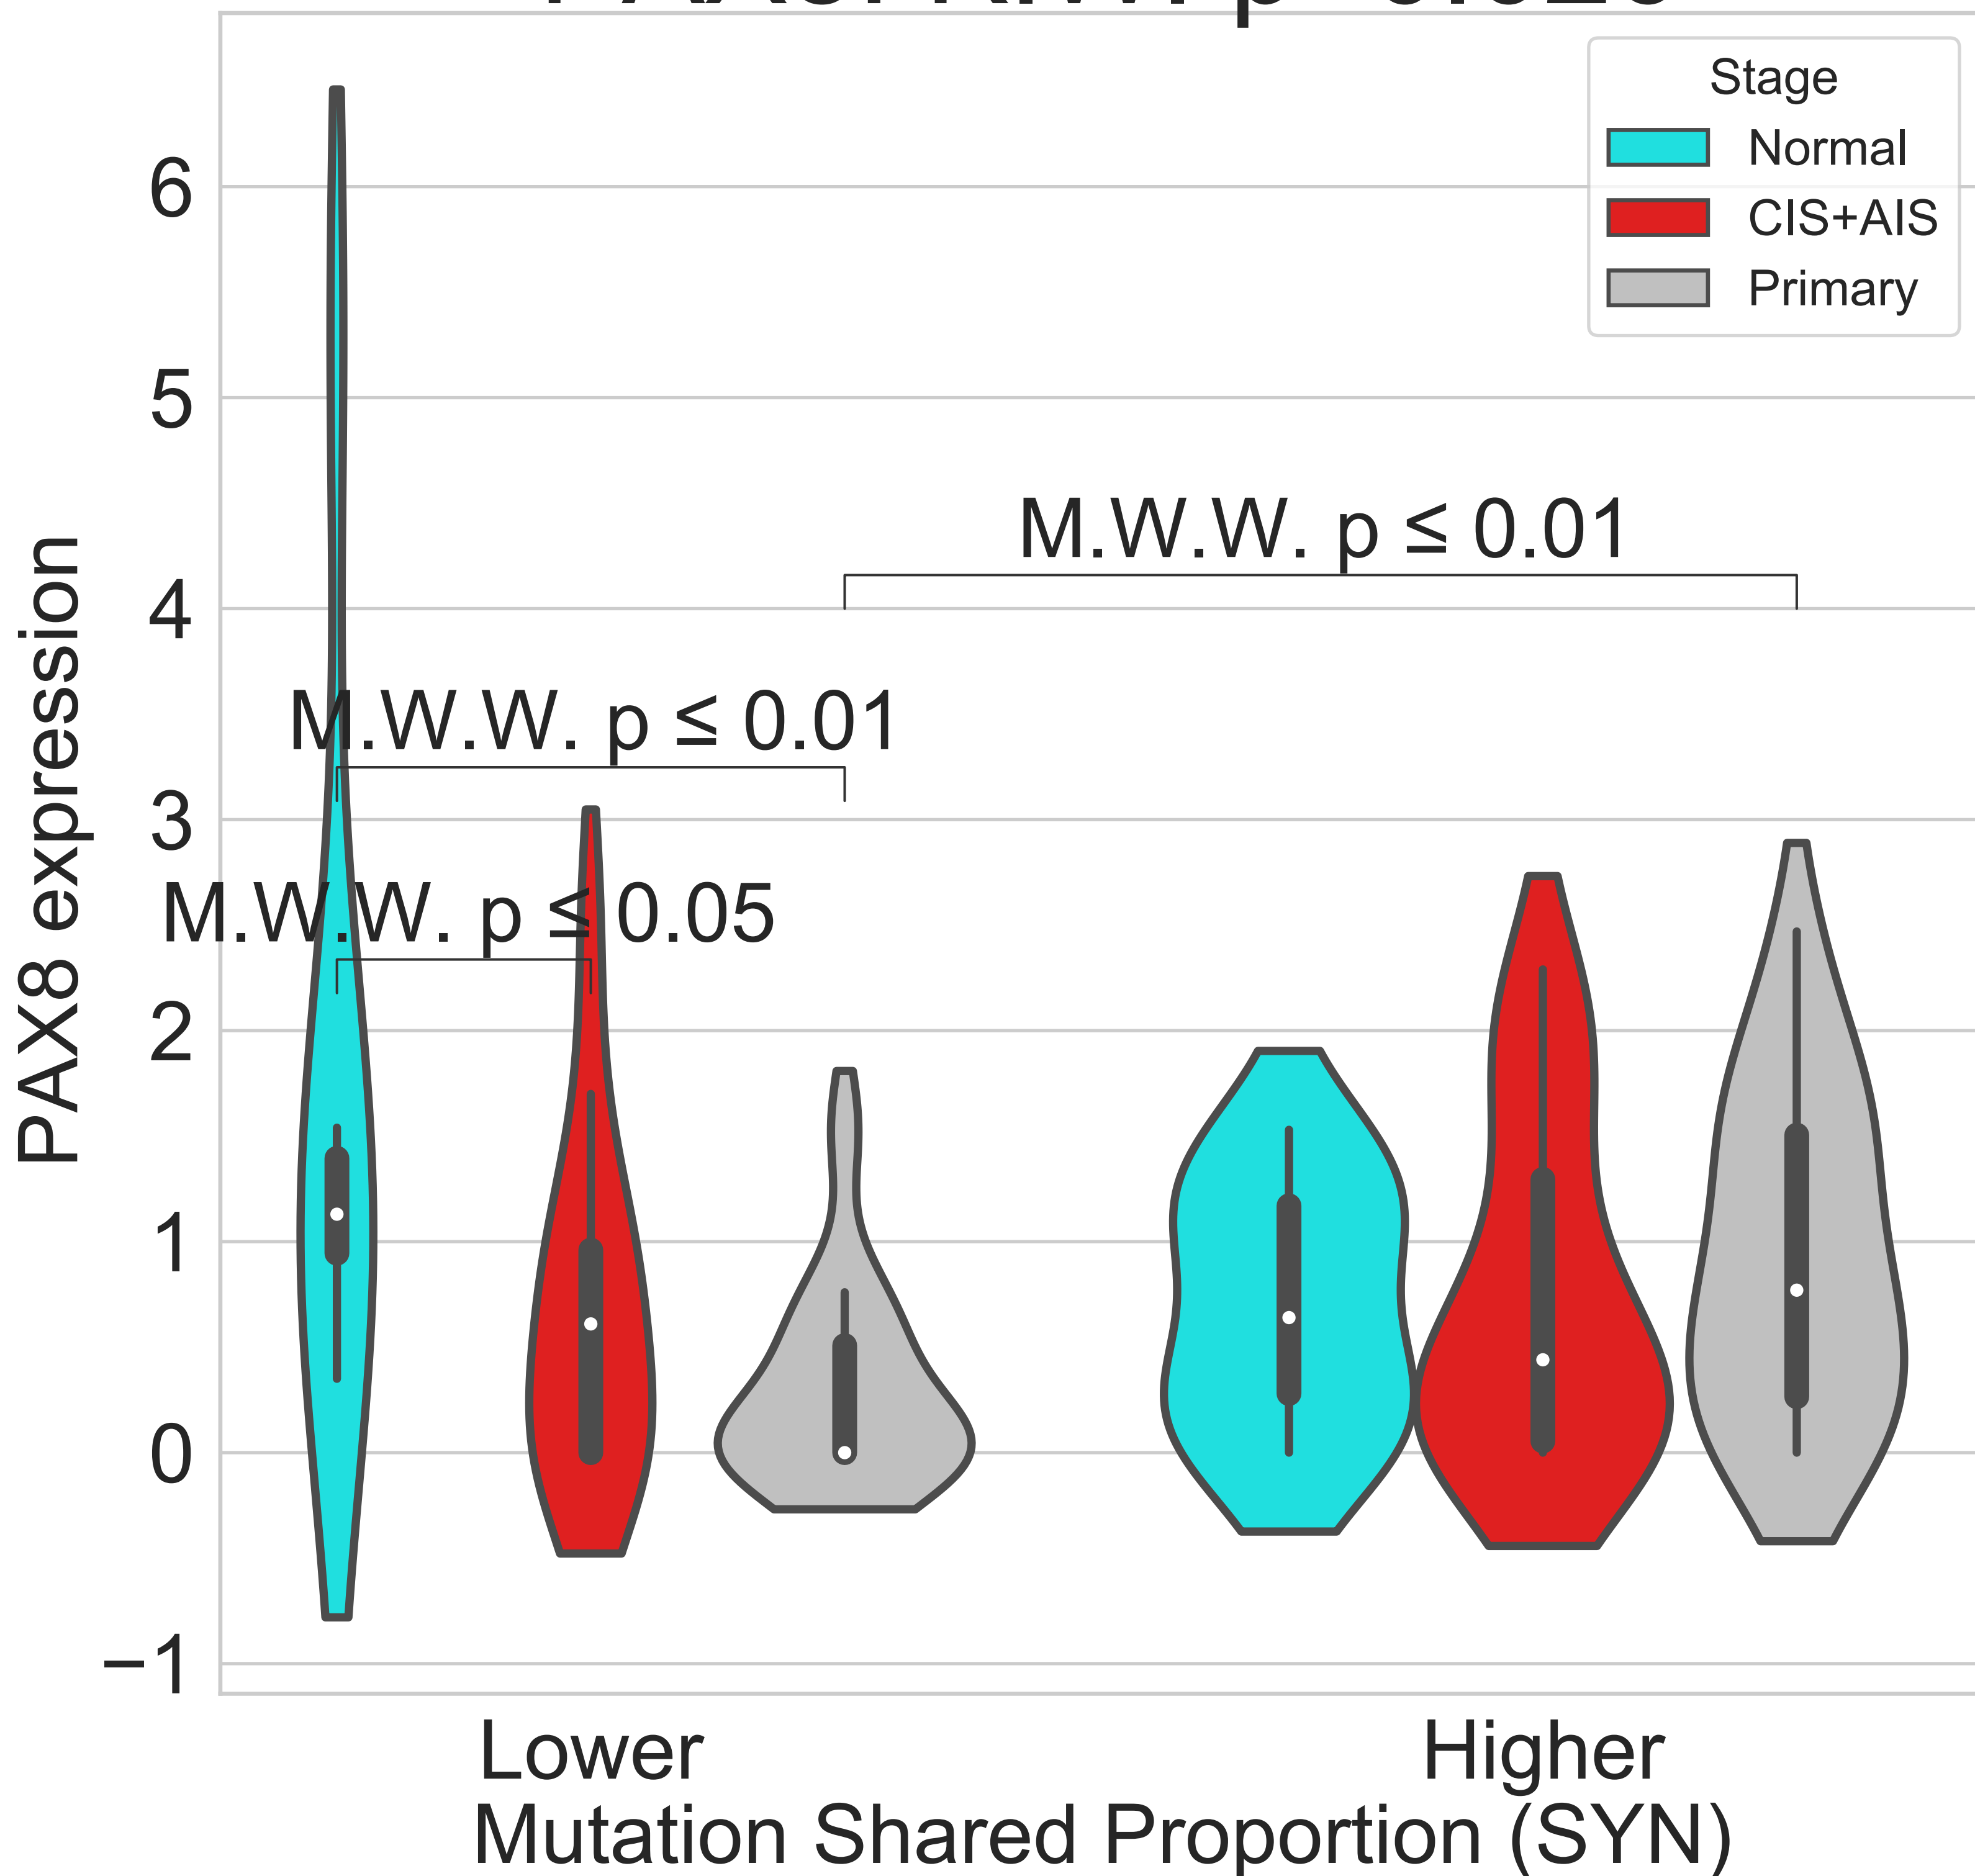 Stage
Normal
CIS+AIS
Primary
6
5
4
3
2
1
0
−1
PAX8 expression
M.W.W. p ≤ 0.01
M.W.W. p ≤ 0.01
M.W.W. p ≤ 0.05
Lower
Higher
Mutation Shared Proportion (SYN)